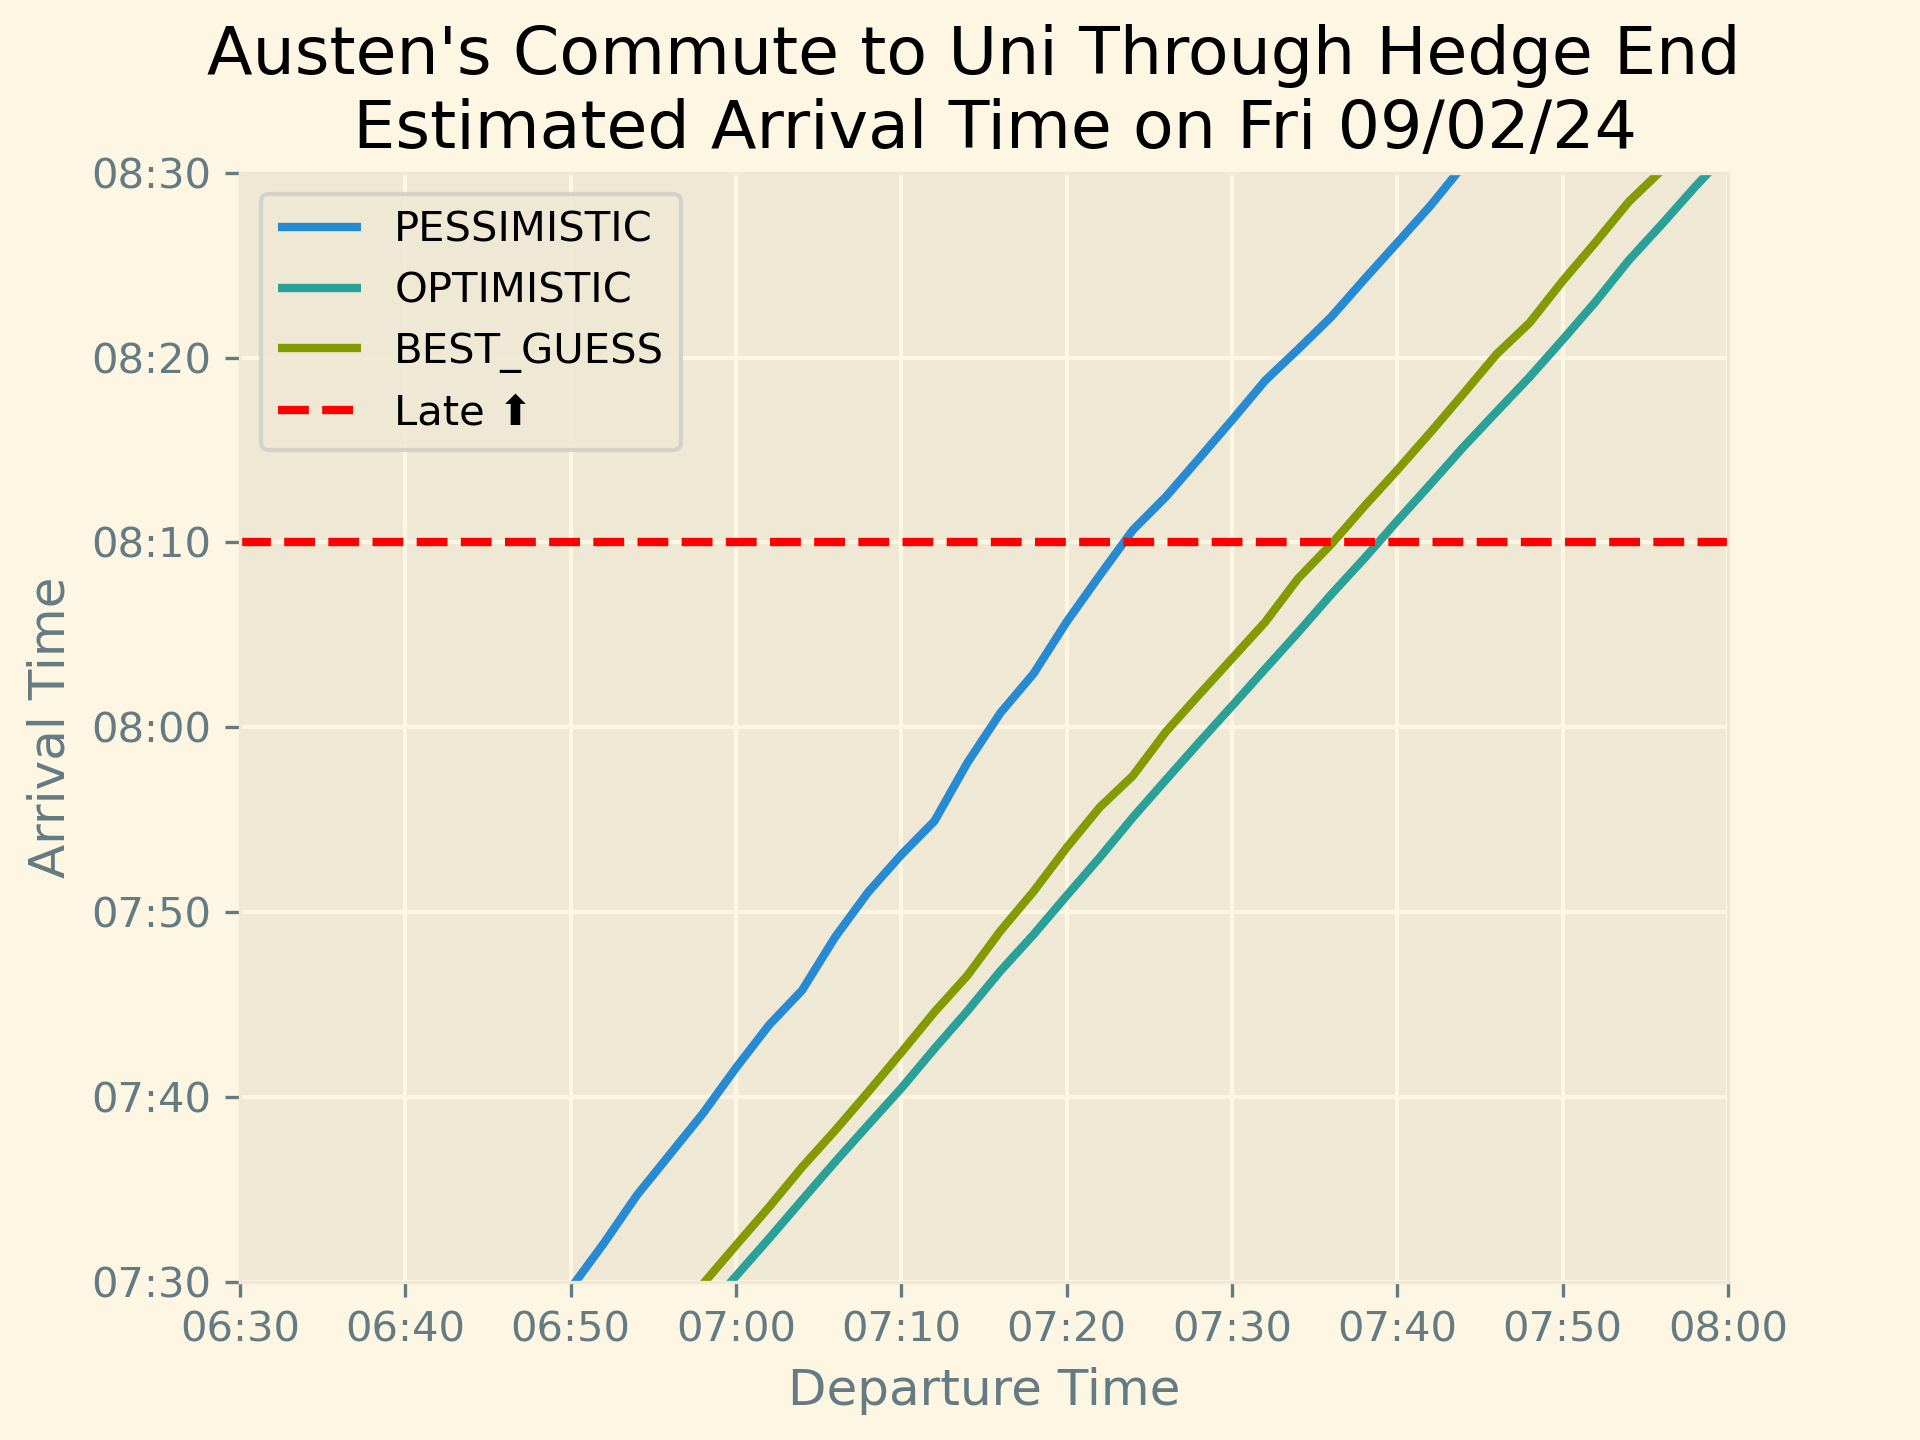 Austen's Commute to Uni Through Hedge End
Estimated Arrival Time on Fri 09/02/24
PESSIMISTIC
OPTIMISTIC
BEST_GUESS
Late ⬆
Arrival Time
08:30
08:20
08:10
08:00
07:50
07:40
07:30
06:30 06:40 06:50 07:00 07:10 07:20 07:30 07:40 07:50 08:00
Departure Time